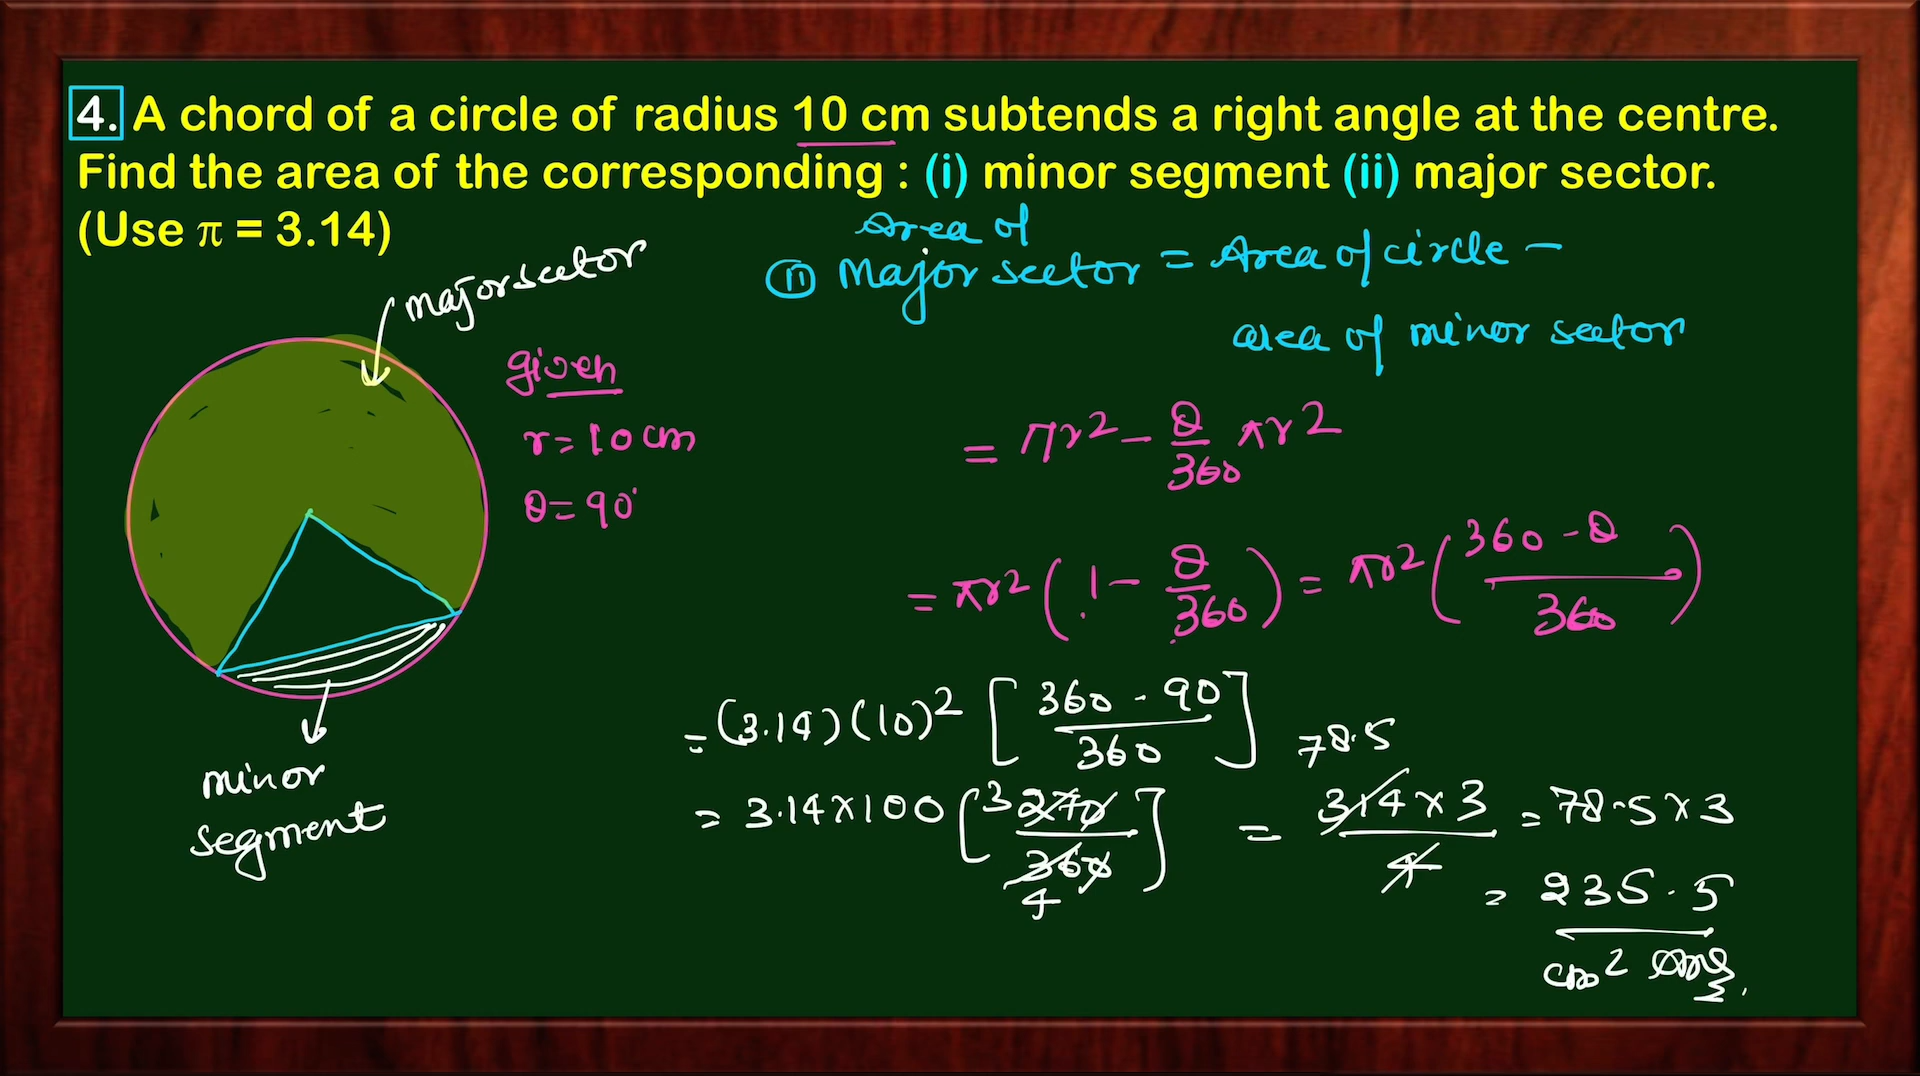 4. A chord of a circle of radius 10 cm subtends a right angle at the centre.
Find the area of the corresponding : (i) minor segment (ii) major sector.
(Use π = 3.14)
Area of
(ii) Major sector = Area of circle -
area of minor sector
major sector
given
r = 10 cm
θ = 90°
= πr² - θ/360 πr²
= πr² (1 - θ/360) = πr² ((360 - θ)/360)
= (3.14)(10)² [(360 - 90)/360]
78.5
= 3.14 × 100 [3 270/360 4] = (314 × 3)/4 = 78.5 × 3
= 235.5
cm² Ans.
minor
segment